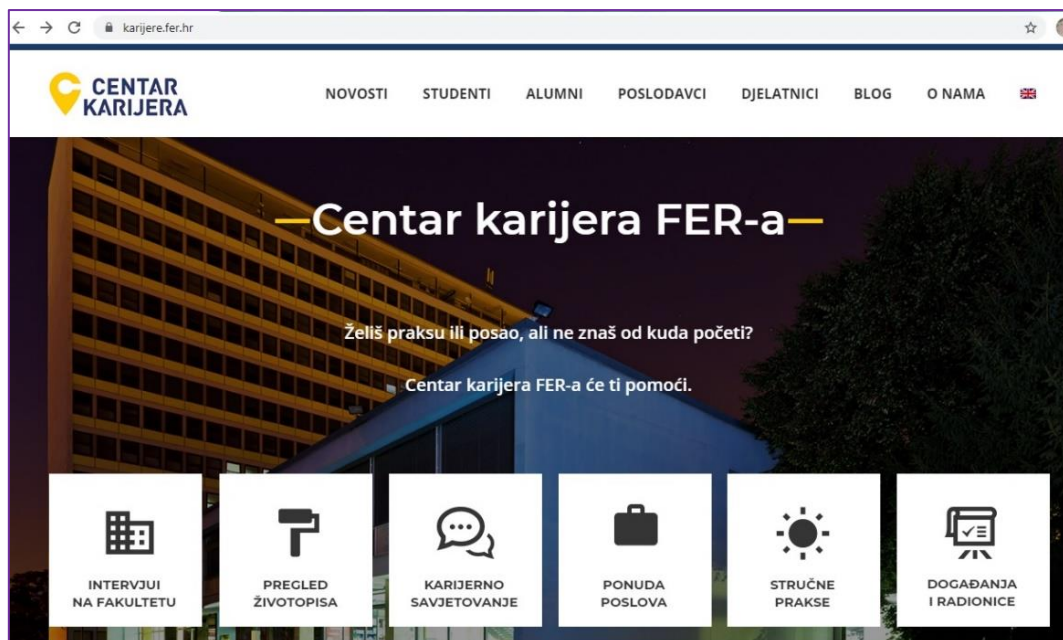 karijere.fer.hr
CENTAR
KARIJERA
NOVOSTI STUDENTI ALUMNI POSLODAVCI DJELATNICI BLOG O NAMA
—Centar karijera FER-a—
Želiš praksu ili posao, ali ne znaš od kuda početi?
Centar karijera FER-a će ti pomoći.
INTERVJUI
NA FAKULTETU
PREGLED
ŽIVOTOPISA
KARIJERNO
SAVJETOVANJE
PONUDA
POSLOVA
STRUČNE
PRAKSE
DOGAĐANJA
I RADIONICE